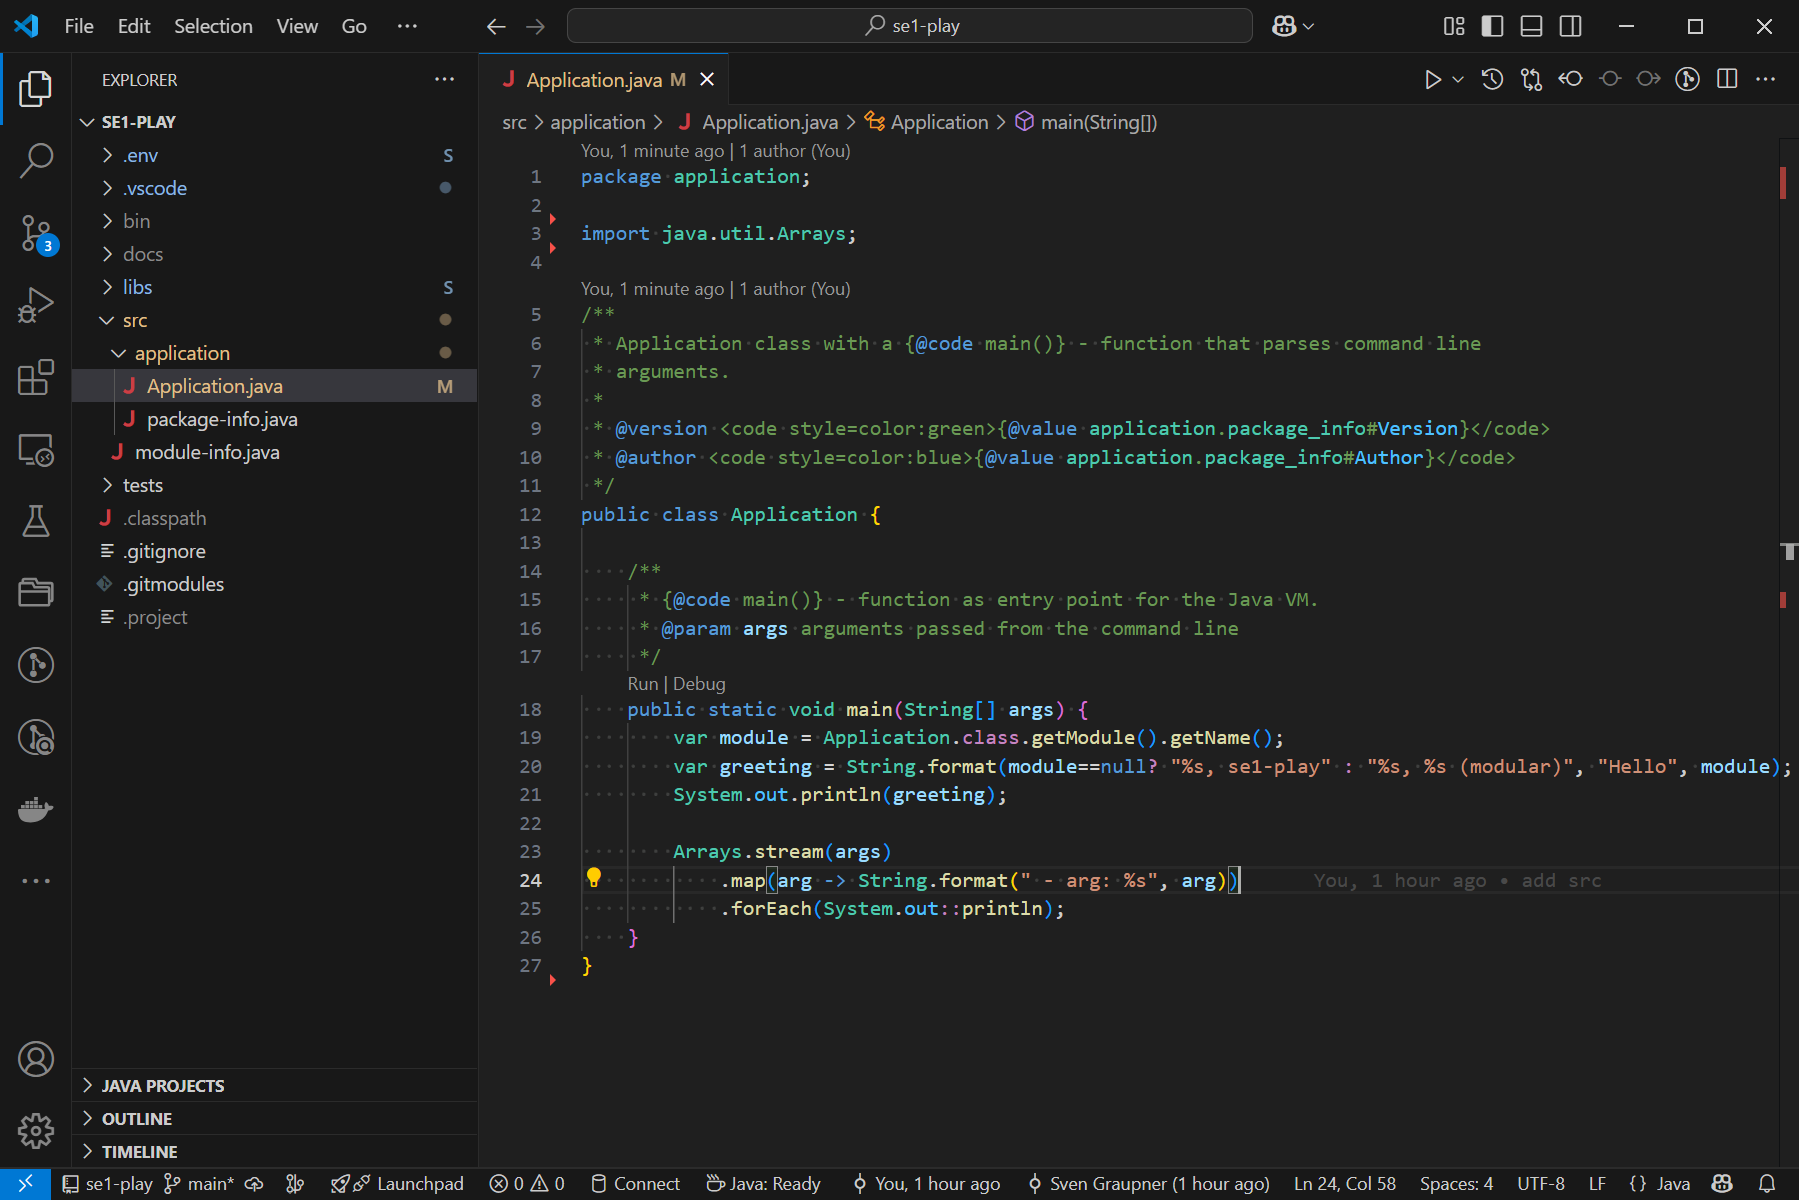 File Edit Selection View Go ··· se1-play
EXPLORER ···
SE1-PLAY
.env S
.vscode
bin
docs
libs S
src
application
J Application.java M
J package-info.java
J module-info.java
tests
J .classpath
.gitignore
.gitmodules
.project
3
JAVA PROJECTS
OUTLINE
TIMELINE
J Application.java M
src > application > J Application.java > Application > main(String[])
You, 1 minute ago | 1 author (You)
1 package application;
2
3 import java.util.Arrays;
4
You, 1 minute ago | 1 author (You)
5 /**
6  * Application class with a {@code main()} - function that parses command line
7  * arguments.
8  *
9  * @version <code style=color:green>{@value application.package_info#Version}</code>
10  * @author <code style=color:blue>{@value application.package_info#Author}</code>
11  */
12 public class Application {
13
14     /**
15      * {@code main()} - function as entry point for the Java VM.
16      * @param args arguments passed from the command line
17      */
Run | Debug
18     public static void main(String[] args) {
19         var module = Application.class.getModule().getName();
20         var greeting = String.format(module==null? "%s, se1-play" : "%s, %s (modular)", "Hello", module);
21         System.out.println(greeting);
22
23         Arrays.stream(args)
24             .map(arg -> String.format(" - arg: %s", arg)) You, 1 hour ago • add src
25             .forEach(System.out::println);
26     }
27 }
se1-play main* Launchpad 0 0 Connect Java: Ready You, 1 hour ago Sven Graupner (1 hour ago) Ln 24, Col 58 Spaces: 4 UTF-8 LF {} Java